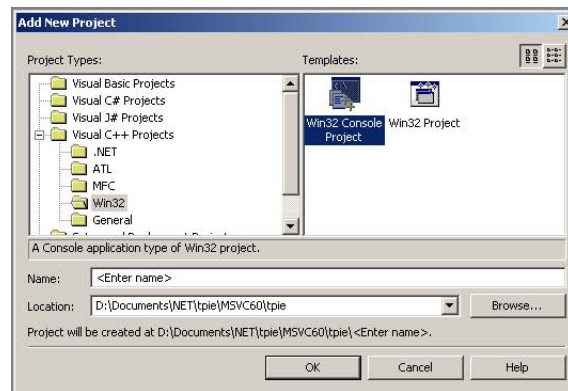 Add New Project
Project Types:
Templates:
Visual Basic Projects
Visual C# Projects
Visual J# Projects
Visual C++ Projects
.NET
ATL
MFC
Win32
General
Win32 Console Project
Win32 Project
A Console application type of Win32 project.
Name:
<Enter name>
Location:
D:\Documents\NET\tpie\MSVC60\tpie
Browse...
Project will be created at D:\Documents\NET\tpie\MSVC60\tpie\<Enter name>.
OK
Cancel
Help